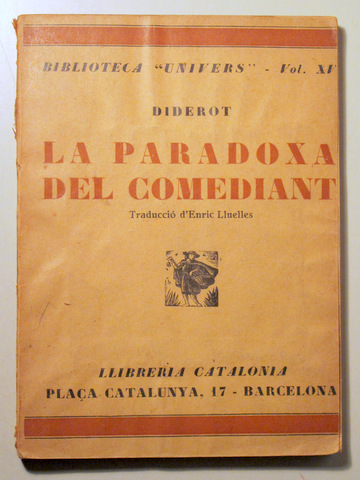 BIBLIOTECA "UNIVERS" - Vol. XV
DIDEROT
LA PARADOXA
DEL COMEDIANT
Traducció d'Enric Lluelles
LLIBRERIA CATALONIA
PLAÇA CATALUNYA, 17 - BARCELONA